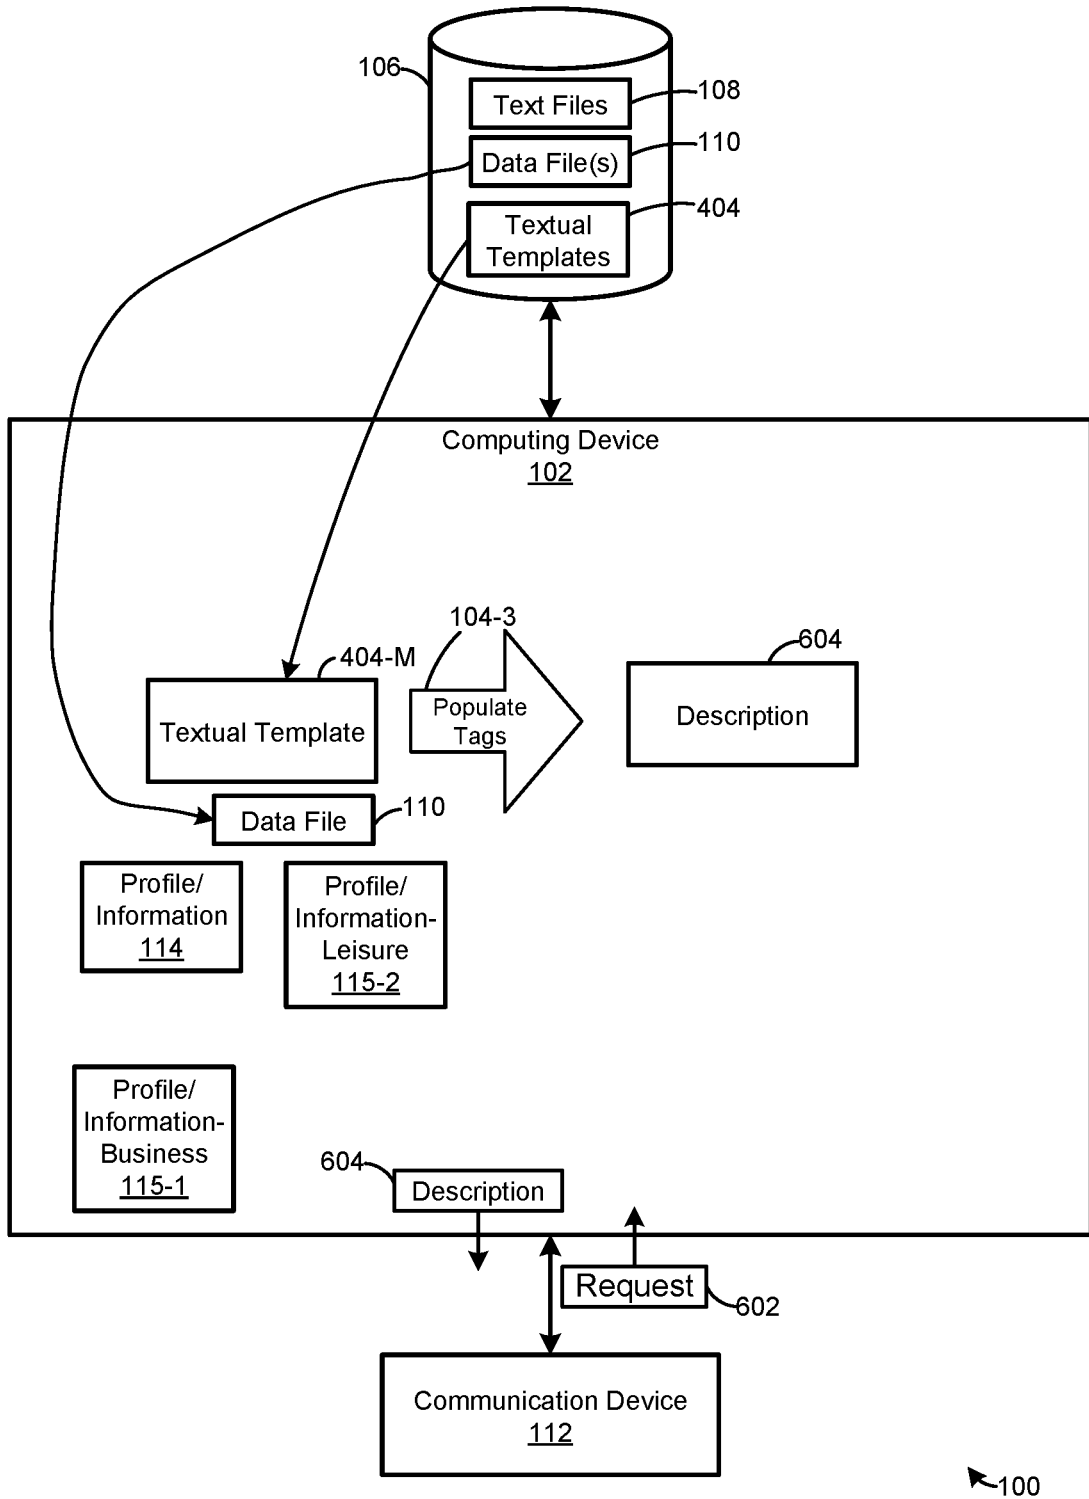 106
Text Files
108
Data File(s)
110
Textual
Templates
404
Computing Device
102
104-3
604
404-M
Textual Template
Populate
Tags
Description
Data File
110
Profile/
Information
114
Profile/
Information-
Leisure
115-2
Profile/
Information-
Business
115-1
604
Description
Request
602
Communication Device
112
100